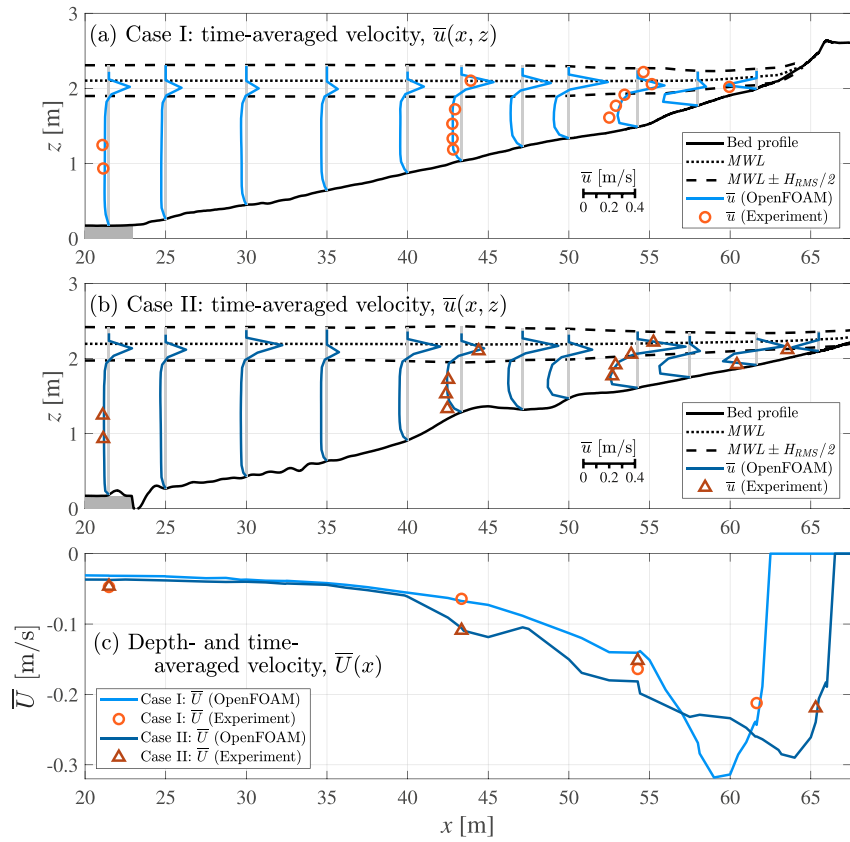 (a) Case I: time-averaged velocity, u̅(x, z)
z [m]
3
2
1
0
u̅ [m/s]
0 0.2 0.4
Bed profile
MWL
MWL ± H_RMS/2
u̅ (OpenFOAM)
u̅ (Experiment)
20 25 30 35 40 45 50 55 60 65
(b) Case II: time-averaged velocity, u̅(x, z)
z [m]
3
2
1
0
u̅ [m/s]
0 0.2 0.4
Bed profile
MWL
MWL ± H_RMS/2
u̅ (OpenFOAM)
u̅ (Experiment)
20 25 30 35 40 45 50 55 60 65
U̅ [m/s]
0
-0.1
-0.2
-0.3
(c) Depth- and time-
averaged velocity, U̅(x)
Case I: U̅ (OpenFOAM)
Case I: U̅ (Experiment)
Case II: U̅ (OpenFOAM)
Case II: U̅ (Experiment)
20 25 30 35 40 45 50 55 60 65
x [m]